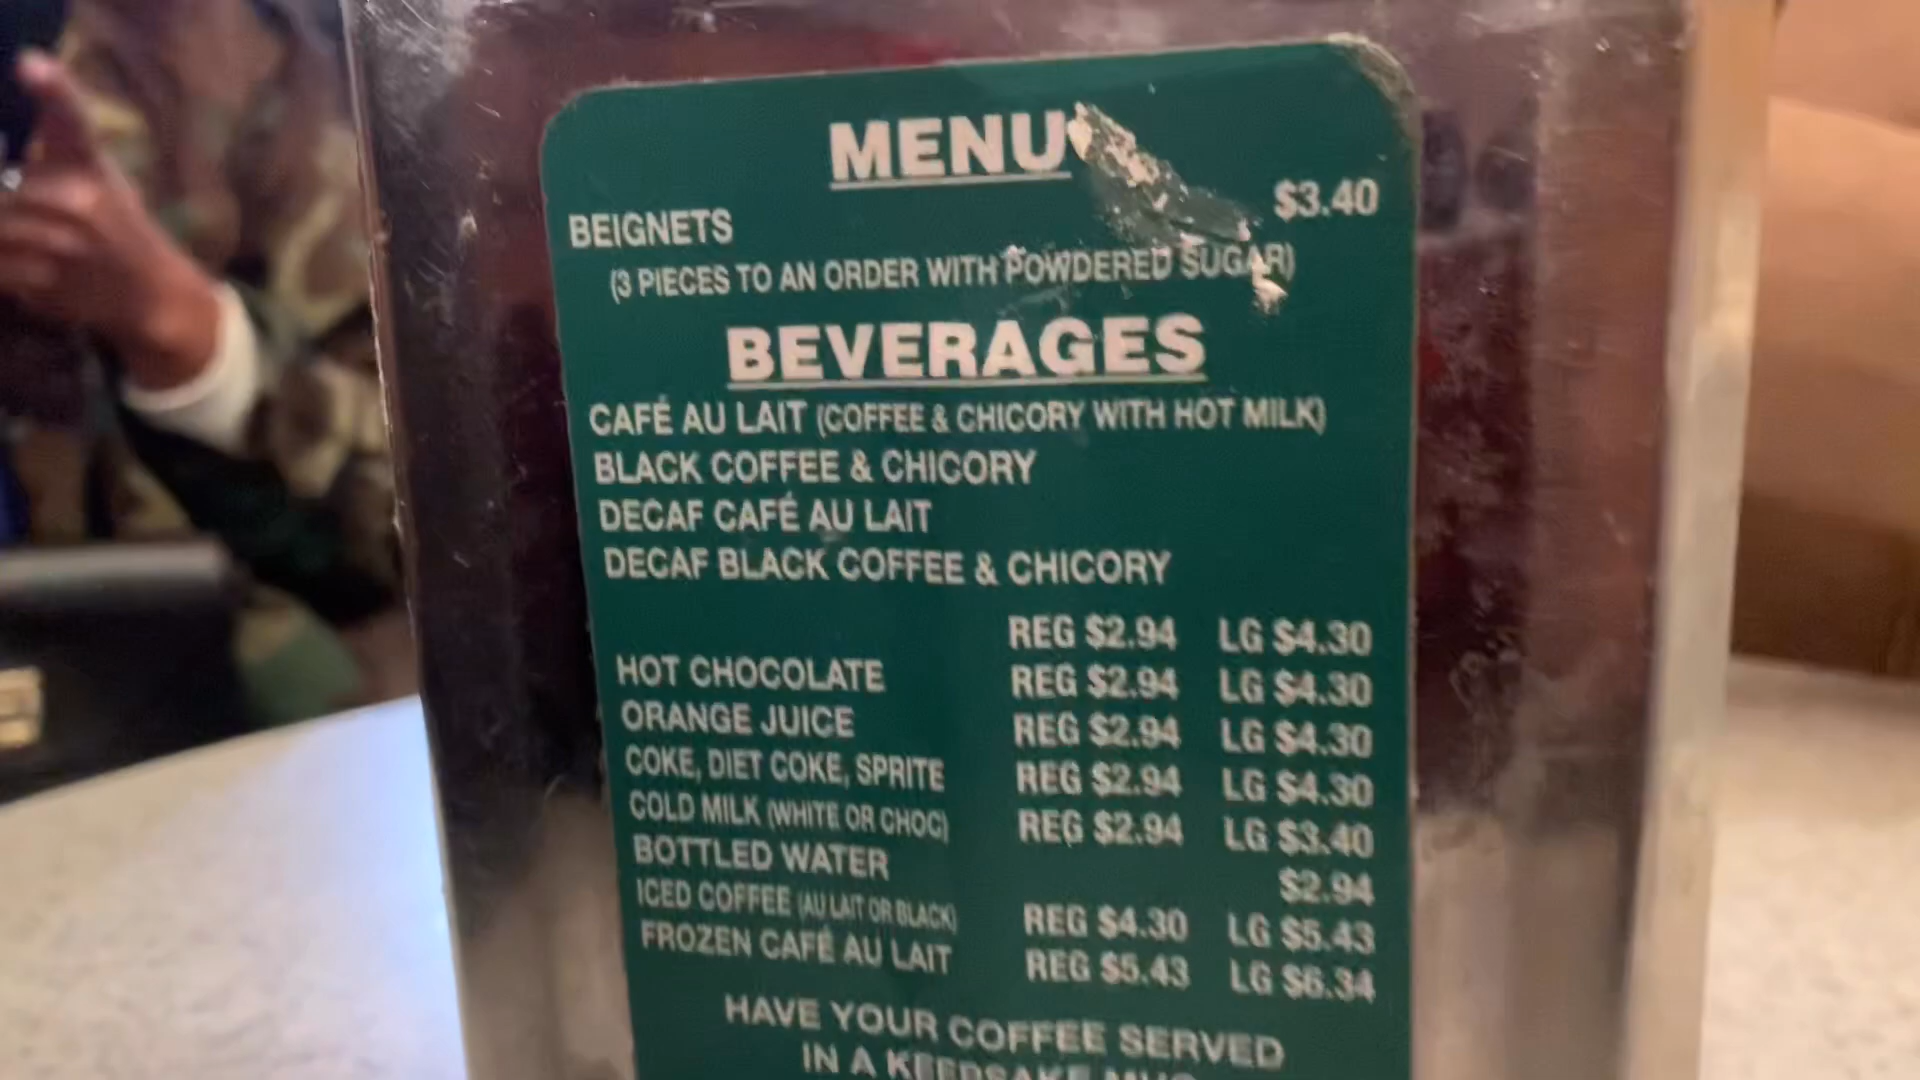 MENU
BEIGNETS $3.40
(3 PIECES TO AN ORDER WITH POWDERED SUGAR)
BEVERAGES
CAFÉ AU LAIT (COFFEE & CHICORY WITH HOT MILK)
BLACK COFFEE & CHICORY
DECAF CAFÉ AU LAIT
DECAF BLACK COFFEE & CHICORY
REG $2.94 LG $4.30
HOT CHOCOLATE REG $2.94 LG $4.30
ORANGE JUICE REG $2.94 LG $4.30
COKE, DIET COKE, SPRITE REG $2.94 LG $4.30
COLD MILK (WHITE OR CHOC) REG $2.94 LG $3.40
BOTTLED WATER $2.94
ICED COFFEE (AU LAIT OR BLACK) REG $4.30 LG $5.43
FROZEN CAFÉ AU LAIT REG $5.43 LG $6.34
HAVE YOUR COFFEE SERVED
IN A KEEPSAKE MUG